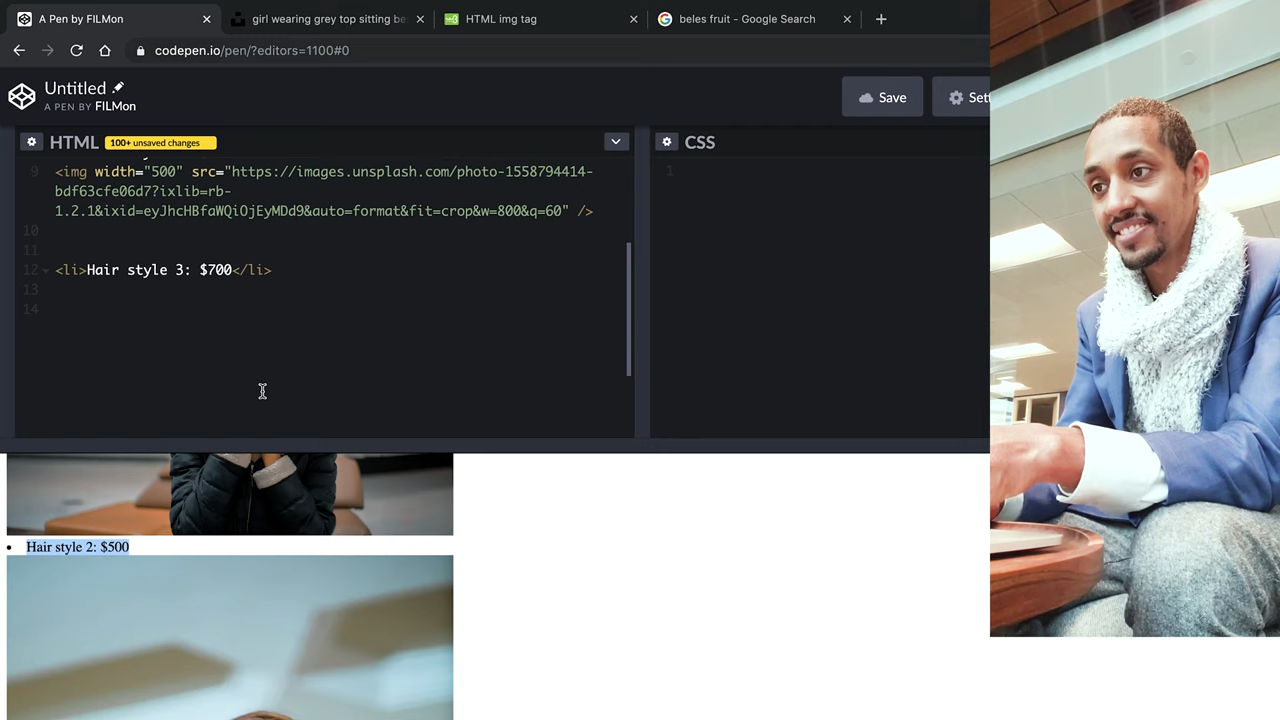 A Pen by FILMon
girl wearing grey top sitting be
HTML img tag
beles fruit - Google Search
codepen.io/pen/?editors=1100#0
Untitled
A PEN BY FILMon
Save
Sett
HTML 100+ unsaved changes
CSS
9 <img width="500" src="https://images.unsplash.com/photo-1558794414-
bdf63cfe06d7?ixlib=rb-
1.2.1&ixid=eyJhcHBfaWQiOjEyMDd9&auto=format&fit=crop&w=800&q=60" />
10
11
12 <li>Hair style 3: $700</li>
13
14
1
Hair style 2: $500